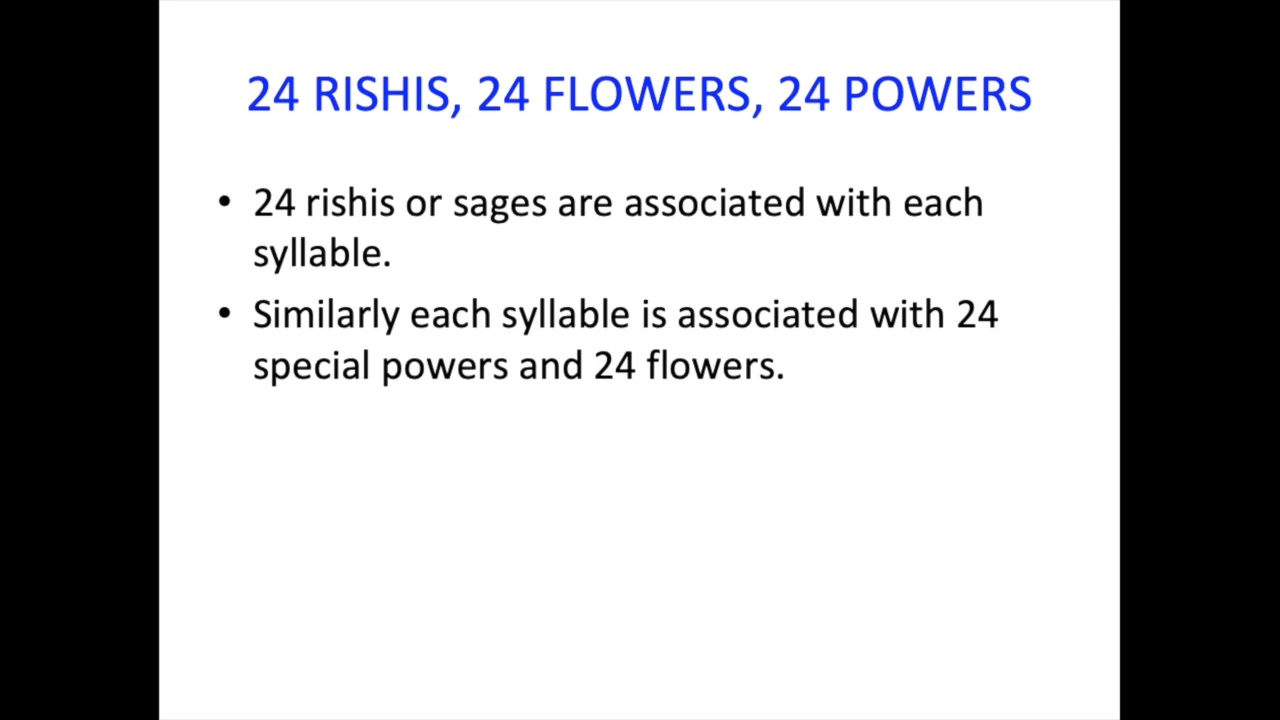 24 RISHIS, 24 FLOWERS, 24 POWERS
• 24 rishis or sages are associated with each
syllable.
• Similarly each syllable is associated with 24
special powers and 24 flowers.